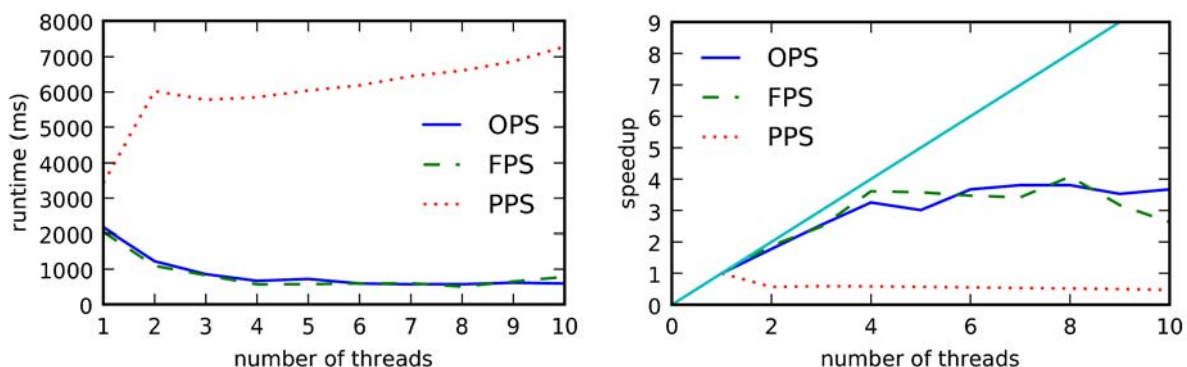 8000
7000
6000
5000
4000
3000
2000
1000
0
runtime (ms)
OPS
FPS
PPS
1 2 3 4 5 6 7 8 9 10
number of threads
9
8
7
6
5
4
3
2
1
0
speedup
OPS
FPS
PPS
0 2 4 6 8 10
number of threads